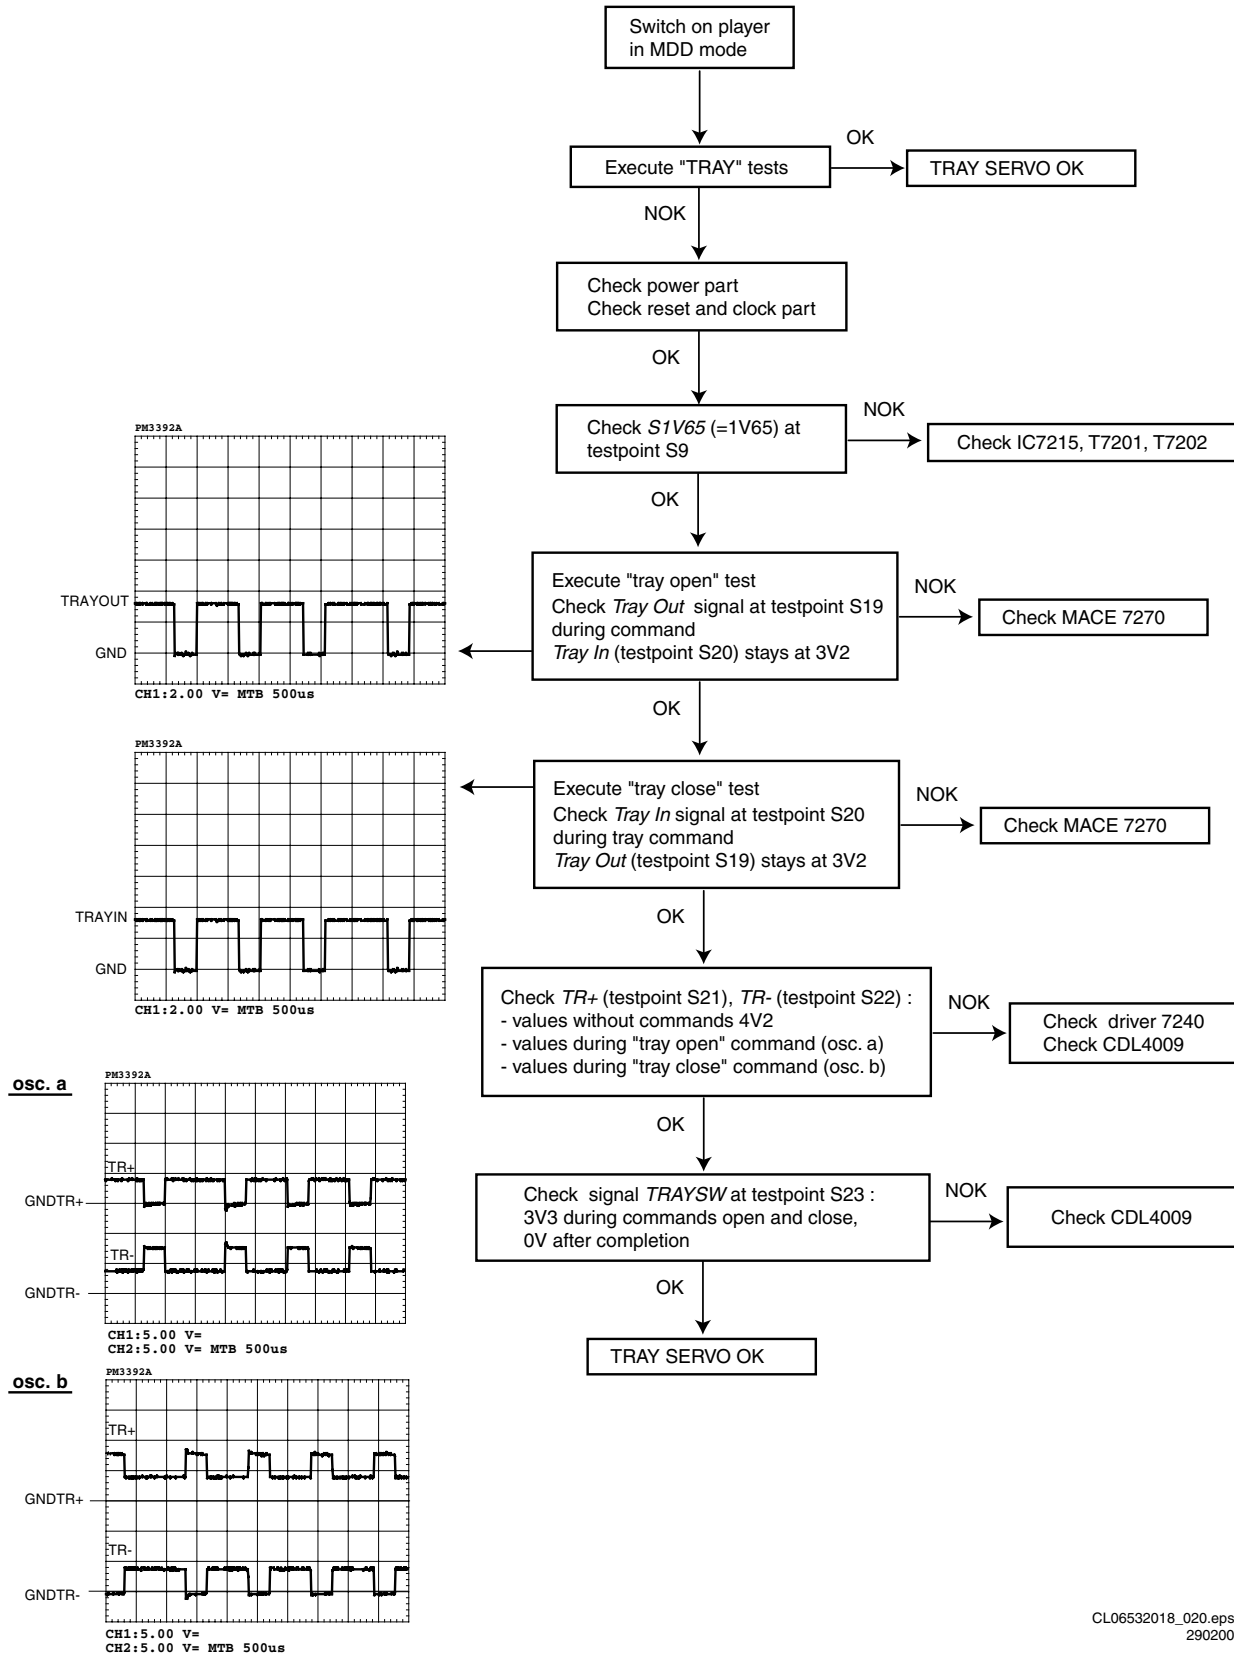 Switch on player
in MDD mode
OK
Execute "TRAY" tests
TRAY SERVO OK
NOK
Check power part
Check reset and clock part
OK
Check S1V65 (=1V65) at
testpoint S9
NOK
Check IC7215, T7201, T7202
OK
PM3392A
TRAYOUT
GND
CH1:2.00 V= MTB 500us
Execute "tray open" test
Check Tray Out signal at testpoint S19
during command
Tray In (testpoint S20) stays at 3V2
NOK
Check MACE 7270
OK
PM3392A
TRAYIN
GND
CH1:2.00 V= MTB 500us
Execute "tray close" test
Check Tray In signal at testpoint S20
during tray command
Tray Out (testpoint S19) stays at 3V2
NOK
Check MACE 7270
OK
Check TR+ (testpoint S21), TR- (testpoint S22) :
- values without commands 4V2
- values during "tray open" command (osc. a)
- values during "tray close" command (osc. b)
NOK
Check driver 7240
Check CDL4009
OK
osc. a
PM3392A
TR+
GNDTR+
TR-
GNDTR-
CH1:5.00 V=
CH2:5.00 V= MTB 500us
Check signal TRAYSW at testpoint S23 :
3V3 during commands open and close,
0V after completion
NOK
Check CDL4009
OK
TRAY SERVO OK
osc. b
PM3392A
TR+
GNDTR+
TR-
GNDTR-
CH1:5.00 V=
CH2:5.00 V= MTB 500us
CL06532018_020.eps
290200